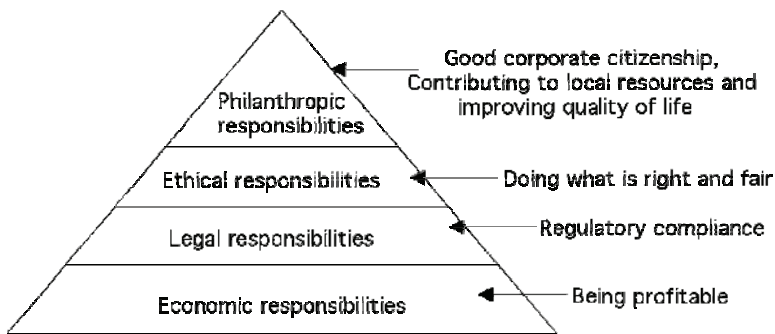 Good corporate citizenship,
Contributing to local resources and
improving quality of life
Philanthropic
responsibilities
Ethical responsibilities
Doing what is right and fair
Legal responsibilities
Regulatory compliance
Economic responsibilities
Being profitable